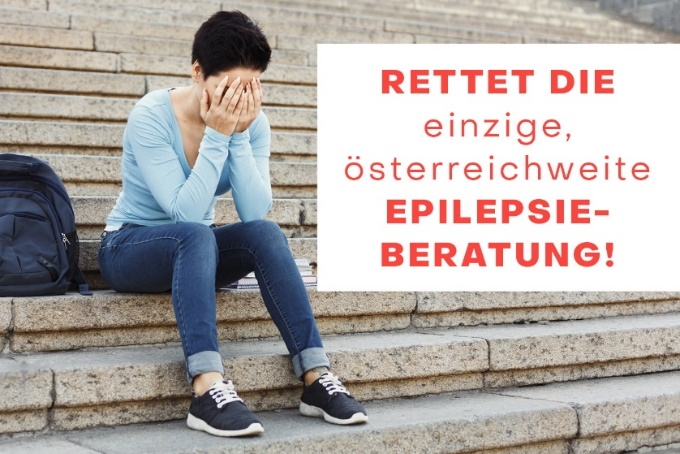 RETTET DIE
einzige,
österreichweite
EPILEPSIE-
BERATUNG!